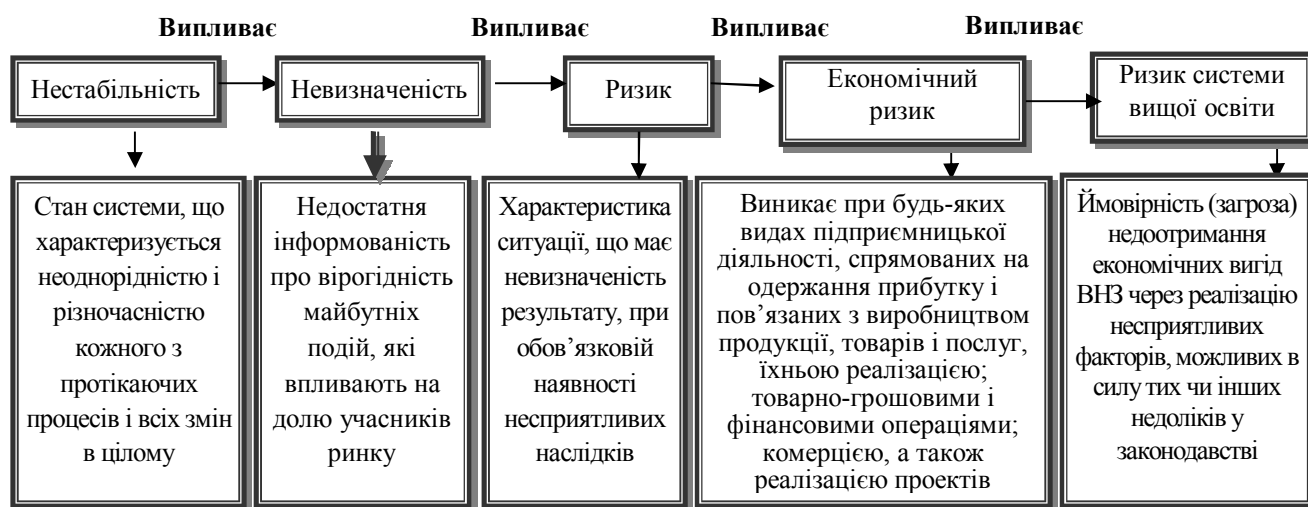 Випливає Випливає Випливає Випливає
Нестабільність
Невизначеність
Ризик
Економічний
ризик
Ризик системи
вищої освіти
Стан системи, що
характеризується
неоднорідністю і
різночасністю
кожного з
протікаючих
процесів і всіх змін
в цілому
Недостатня
інформованість
про вірогідність
майбутніх
подій, які
впливають на
долю учасників
ринку
Характеристика
ситуації, що має
невизначеність
результату, при
обов’язковій
наявності
несприятливих
наслідків
Виникає при будь-яких
видах підприємницької
діяльності, спрямованих на
одержання прибутку і
пов’язаних з виробництвом
продукції, товарів і послуг,
їхньою реалізацією;
товарно-грошовими і
фінансовими операціями;
комерцією, а також
реалізацією проектів
Ймовірність (загроза)
недоотримання
економічних вигід
ВНЗ через реалізацію
несприятливих
факторів, можливих в
силу тих чи інших
недоліків у
законодавстві